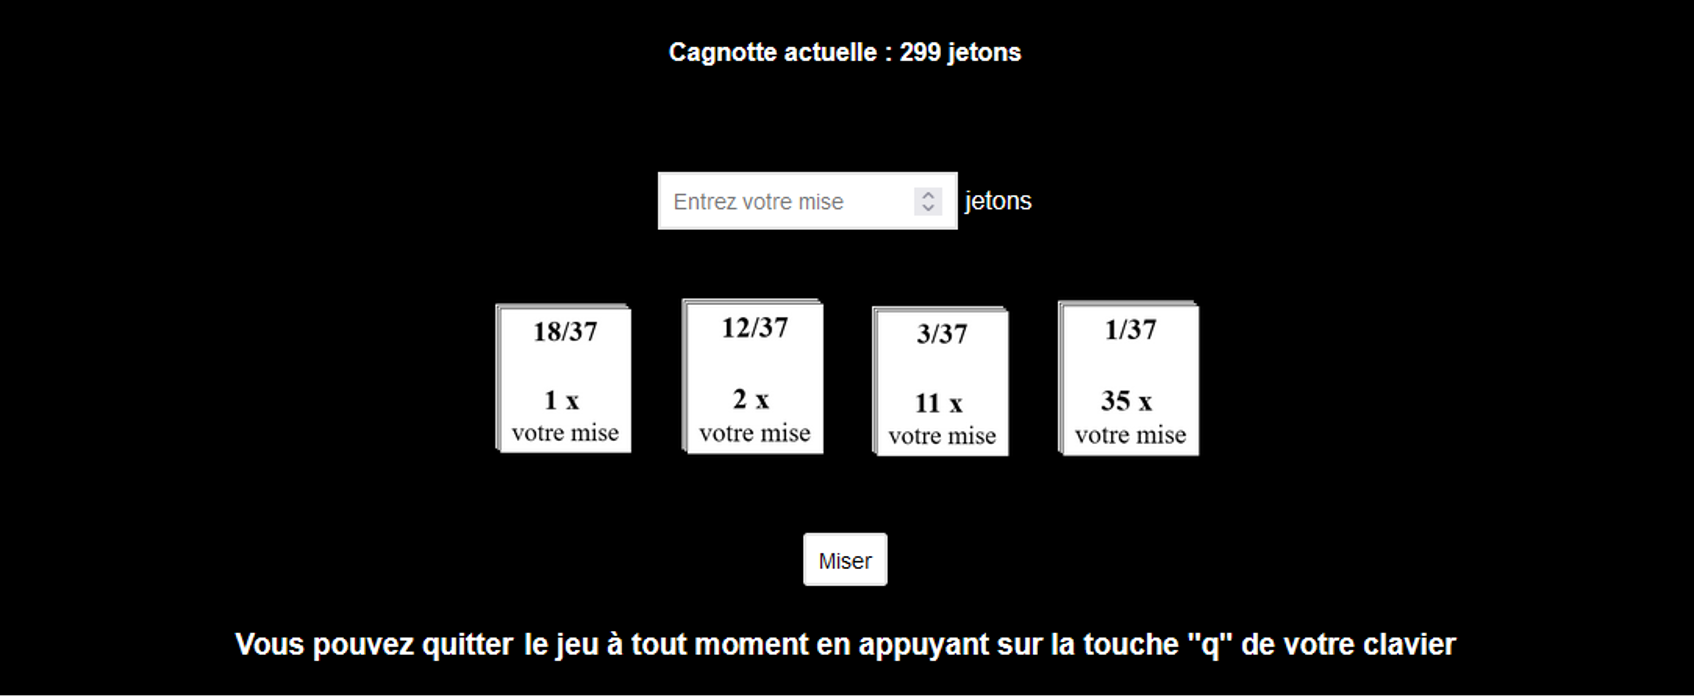 Cagnotte actuelle : 299 jetons
Entrez votre mise jetons
18/37 12/37 3/37 1/37
1 x 2 x 11 x 35 x
votre mise votre mise votre mise votre mise
Miser
Vous pouvez quitter le jeu à tout moment en appuyant sur la touche "q" de votre clavier